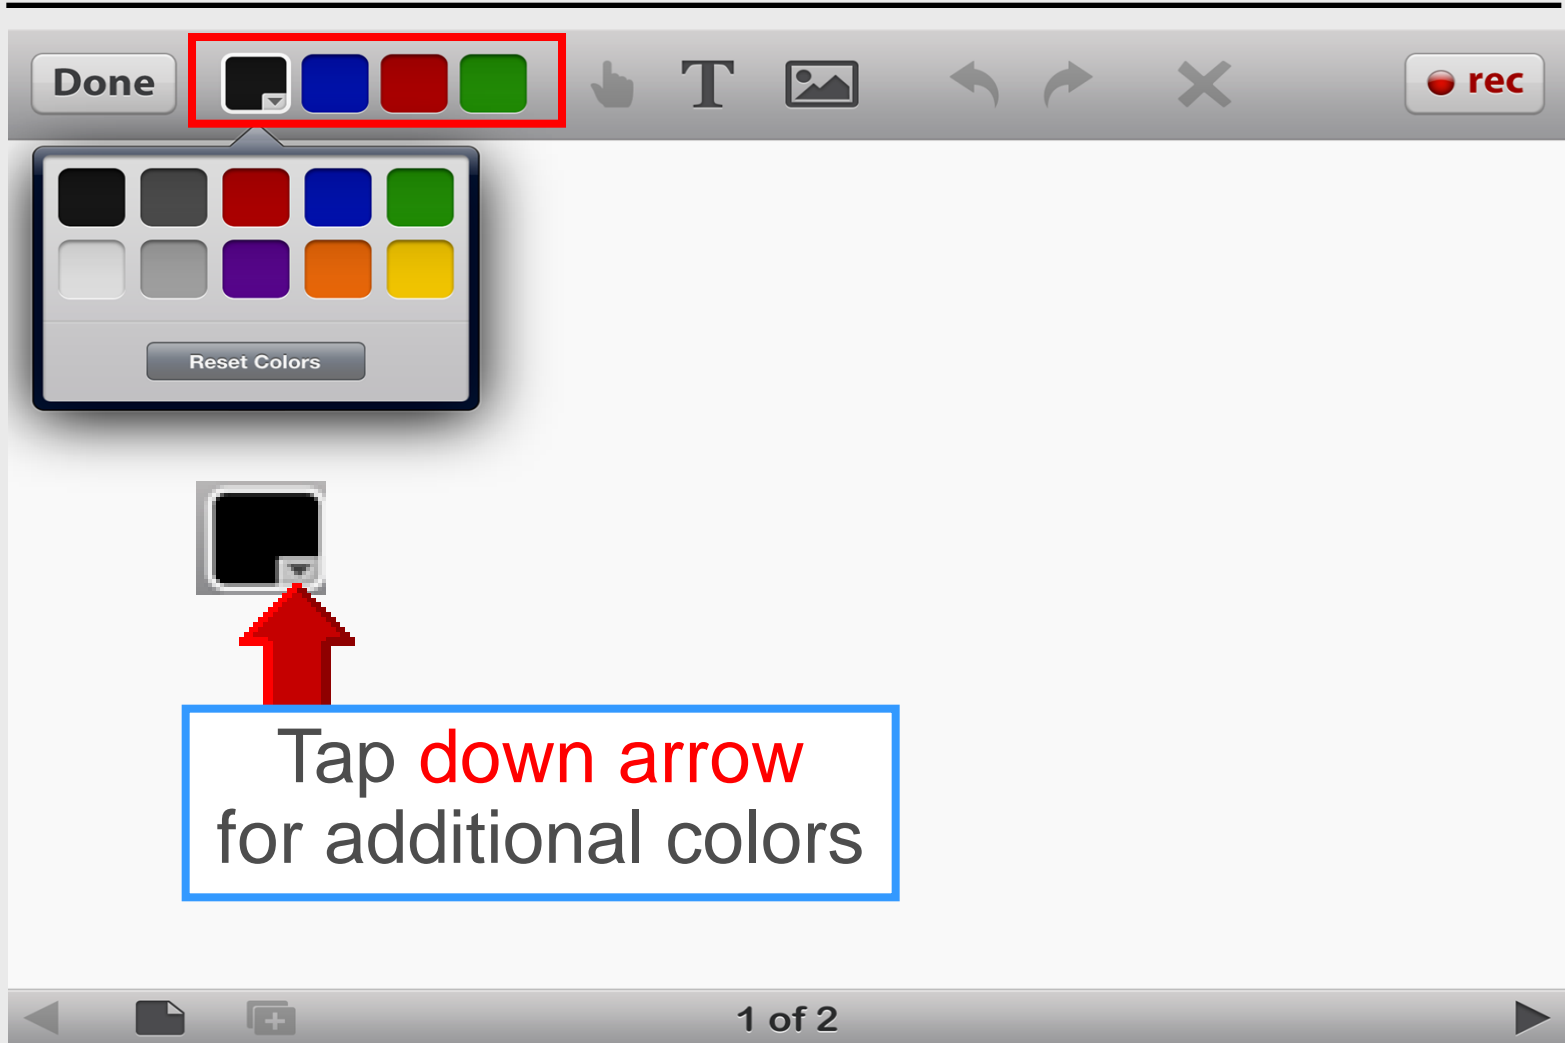 Done T rec
Reset Colors
Tap down arrow
for additional colors
1 of 2